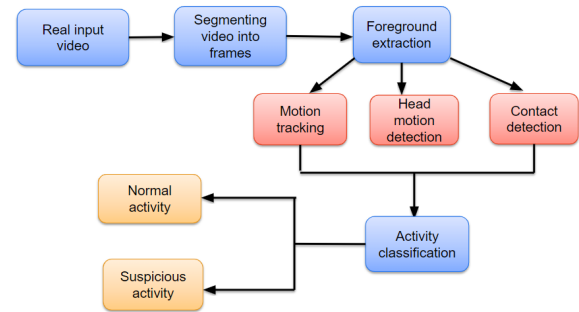 Real input
video
Segmenting
video into
frames
Foreground
extraction
Motion
tracking
Head
motion
detection
Contact
detection
Normal
activity
Activity
classification
Suspicious
activity